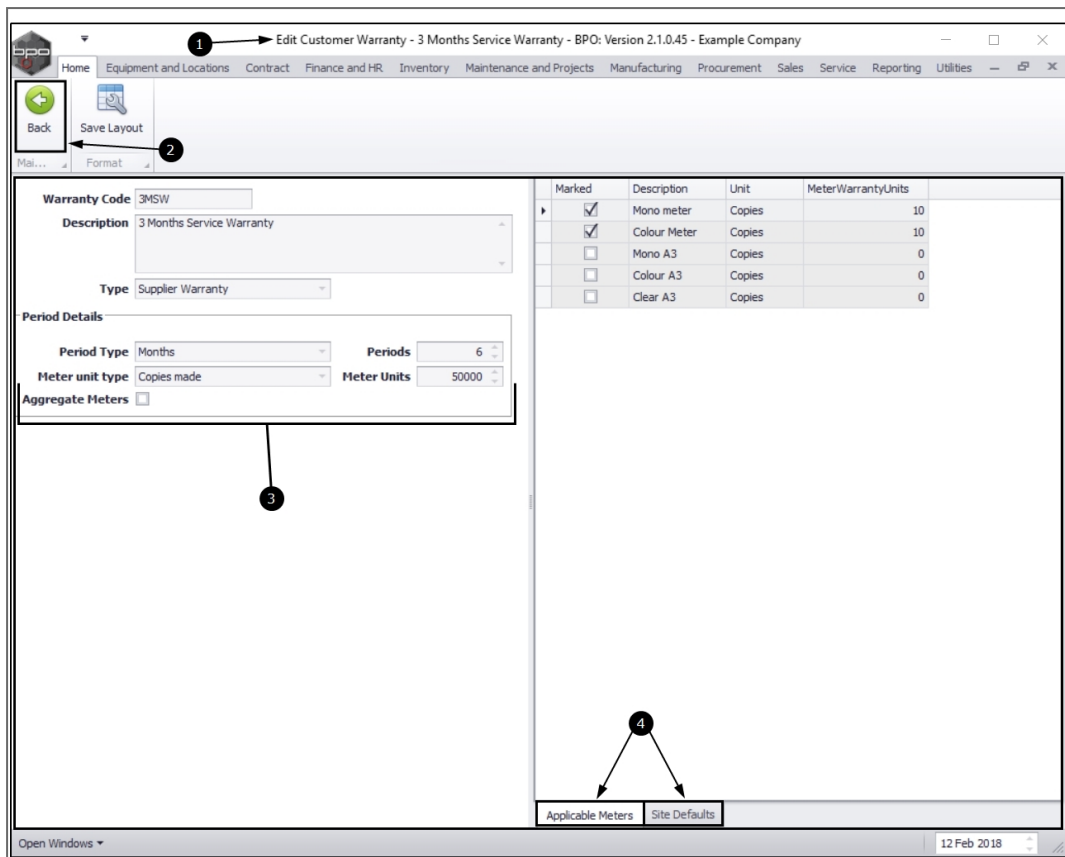 bpo
1 Edit Customer Warranty - 3 Months Service Warranty - BPO: Version 2.1.0.45 - Example Company
Home Equipment and Locations Contract Finance and HR Inventory Maintenance and Projects Manufacturing Procurement Sales Service Reporting Utilities
Back Save Layout
2
Mai... Format
Warranty Code 3MSW
Description 3 Months Service Warranty
Type Supplier Warranty
Period Details
Period Type Months Periods 6
Meter unit type Copies made Meter Units 50000
Aggregate Meters
3
Marked Description Unit MeterWarrantyUnits
Mono meter Copies 10
Colour Meter Copies 10
Mono A3 Copies 0
Colour A3 Copies 0
Clear A3 Copies 0
4
Applicable Meters Site Defaults
Open Windows 12 Feb 2018